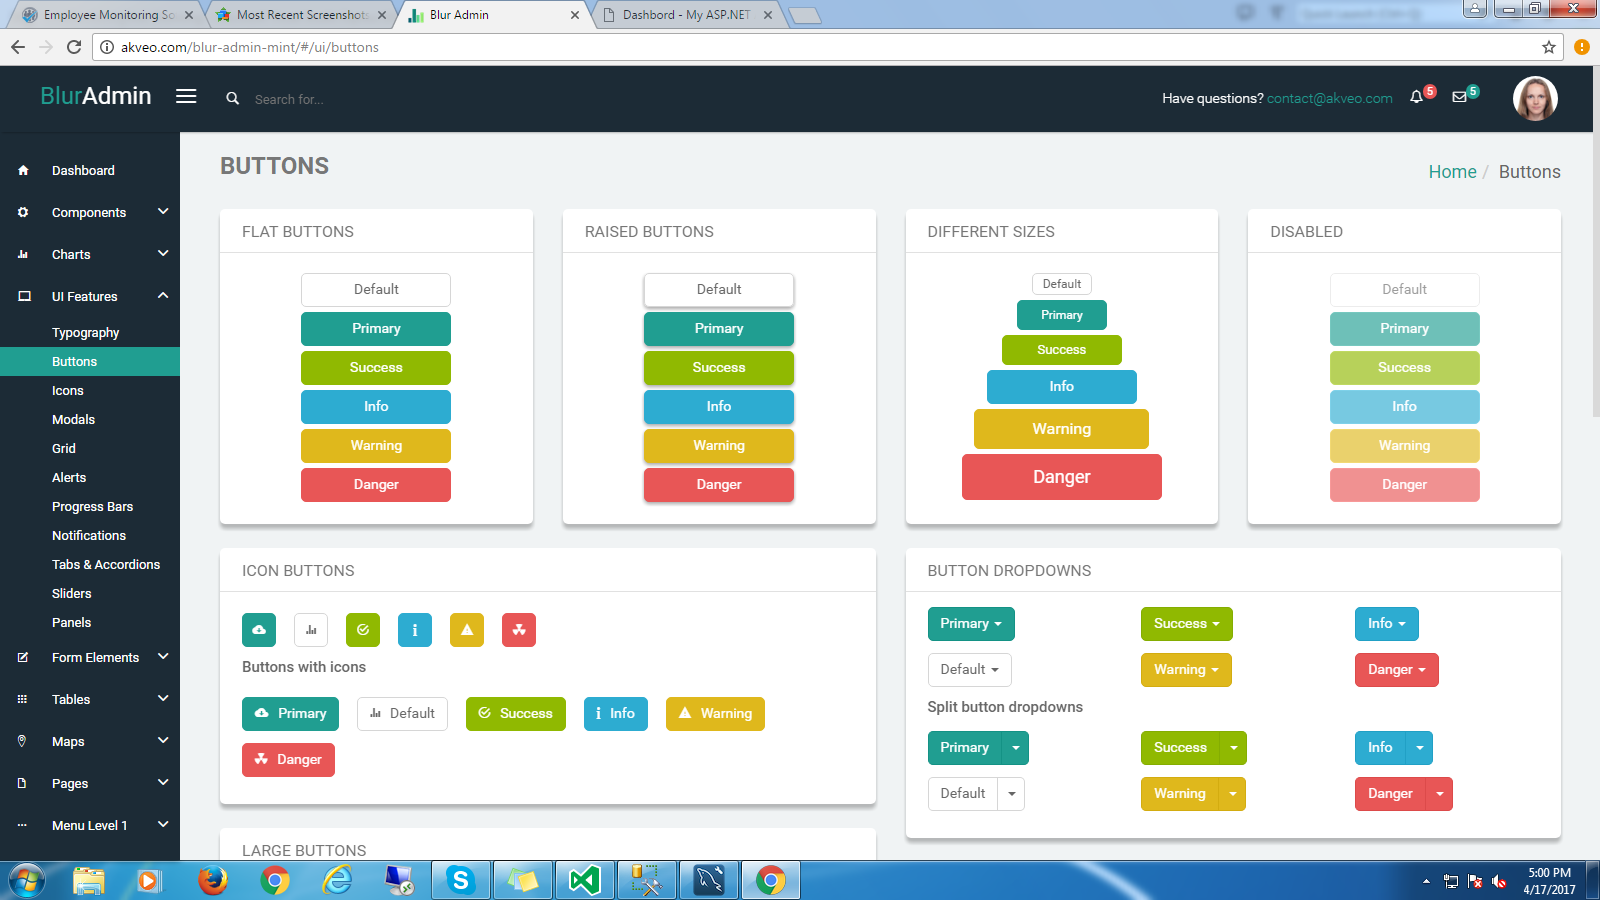 Employee Monitoring So
Most Recent Screenshots
Blur Admin
Dashbord - My ASP.NET
akveo.com/blur-admin-mint/#/ui/buttons
BlurAdmin
Search for...
Have questions? contact@akveo.com
5
5
Dashboard
Components
Charts
UI Features
Typography
Buttons
Icons
Modals
Grid
Alerts
Progress Bars
Notifications
Tabs & Accordions
Sliders
Panels
Form Elements
Tables
Maps
Pages
Menu Level 1
BUTTONS
Home / Buttons
FLAT BUTTONS
Default
Primary
Success
Info
Warning
Danger
RAISED BUTTONS
Default
Primary
Success
Info
Warning
Danger
DIFFERENT SIZES
Default
Primary
Success
Info
Warning
Danger
DISABLED
Default
Primary
Success
Info
Warning
Danger
ICON BUTTONS
Buttons with icons
Primary
Default
Success
Info
Warning
Danger
BUTTON DROPDOWNS
Primary
Success
Info
Default
Warning
Danger
Split button dropdowns
Primary
Success
Info
Default
Warning
Danger
LARGE BUTTONS
5:00 PM
4/17/2017